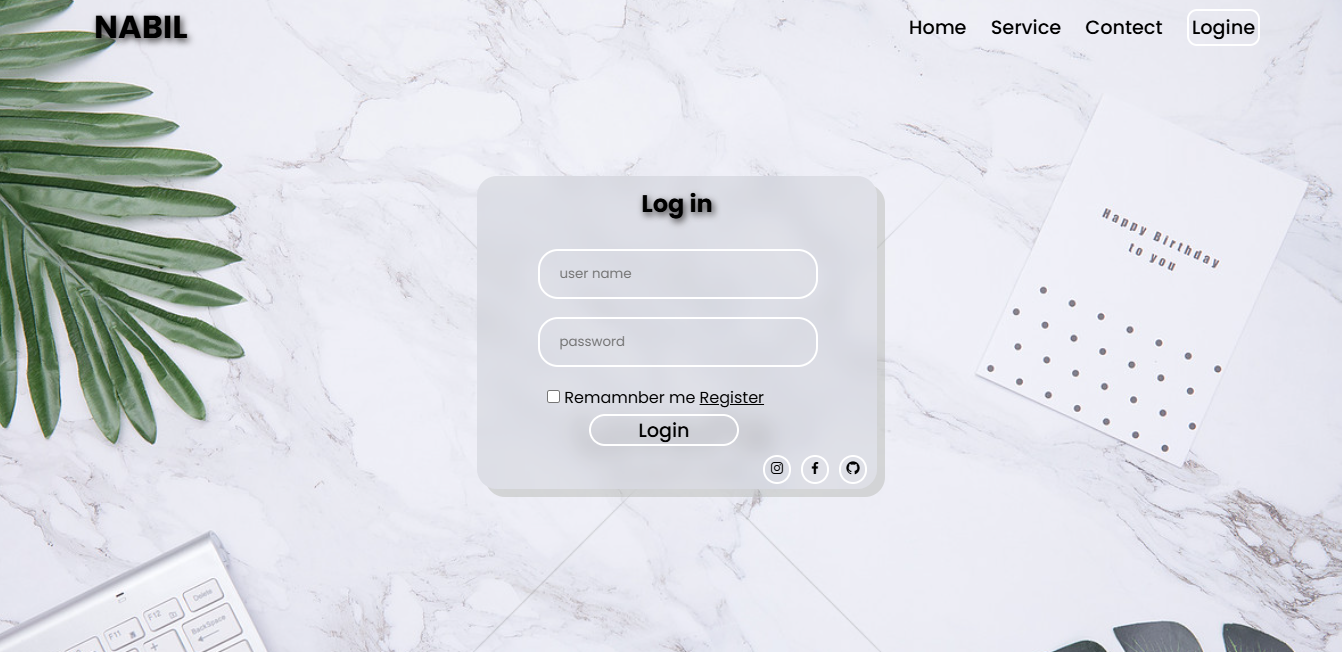 NABIL
Home Service Contect Logine
Log in
user name
password
Remamnber me Register
Login
Happy Birthday
to you
F11
F12
Delete
BackSpace
+